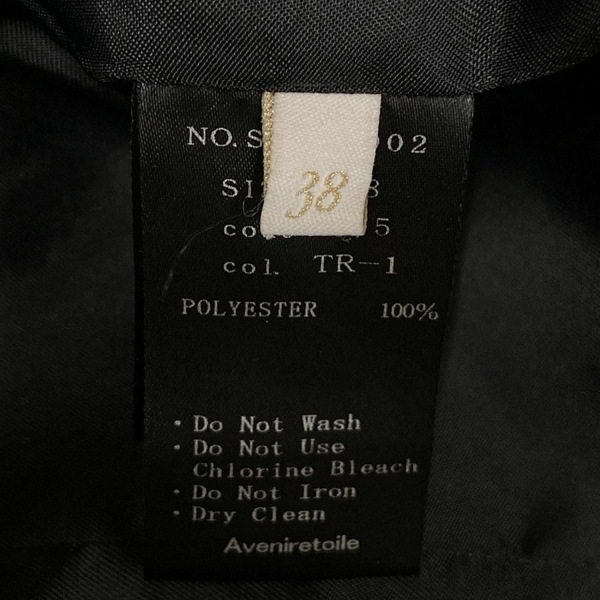 NO. 02
38
col. TR-1
POLYESTER 100%
・Do Not Wash
・Do Not Use
Chlorine Bleach
・Do Not Iron
・Dry Clean
Aveniretoile